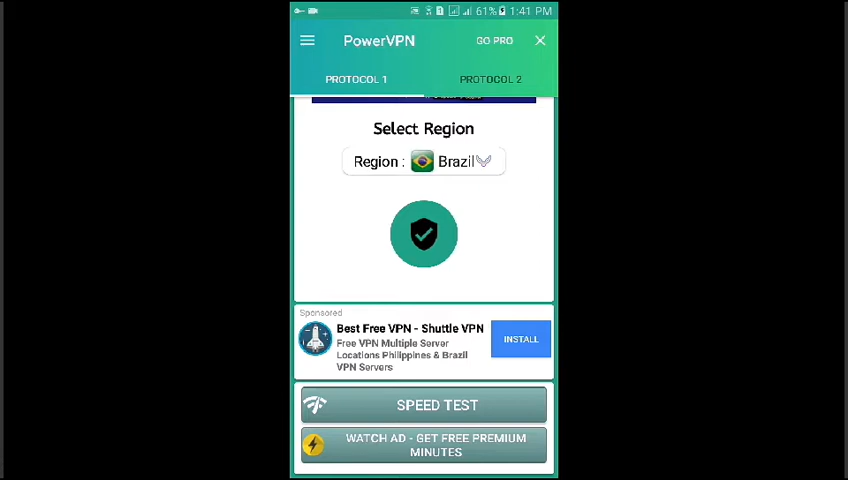 61% 1:41 PM
PowerVPN GO PRO
PROTOCOL 1 PROTOCOL 2
Select Region
Region : Brazil
Sponsored
Best Free VPN - Shuttle VPN
Free VPN Multiple Server
Locations Philippines & Brazil
VPN Servers
INSTALL
SPEED TEST
WATCH AD - GET FREE PREMIUM
MINUTES